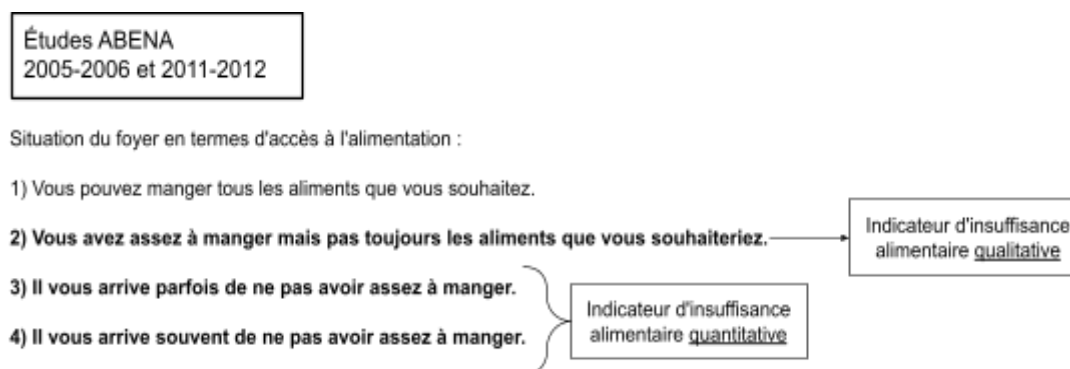 Études ABENA
2005-2006 et 2011-2012
Situation du foyer en termes d'accès à l'alimentation :
1) Vous pouvez manger tous les aliments que vous souhaitez.
2) Vous avez assez à manger mais pas toujours les aliments que vous souhaiteriez.
Indicateur d'insuffisance
alimentaire qualitative
3) Il vous arrive parfois de ne pas avoir assez à manger.
4) Il vous arrive souvent de ne pas avoir assez à manger.
Indicateur d'insuffisance
alimentaire quantitative